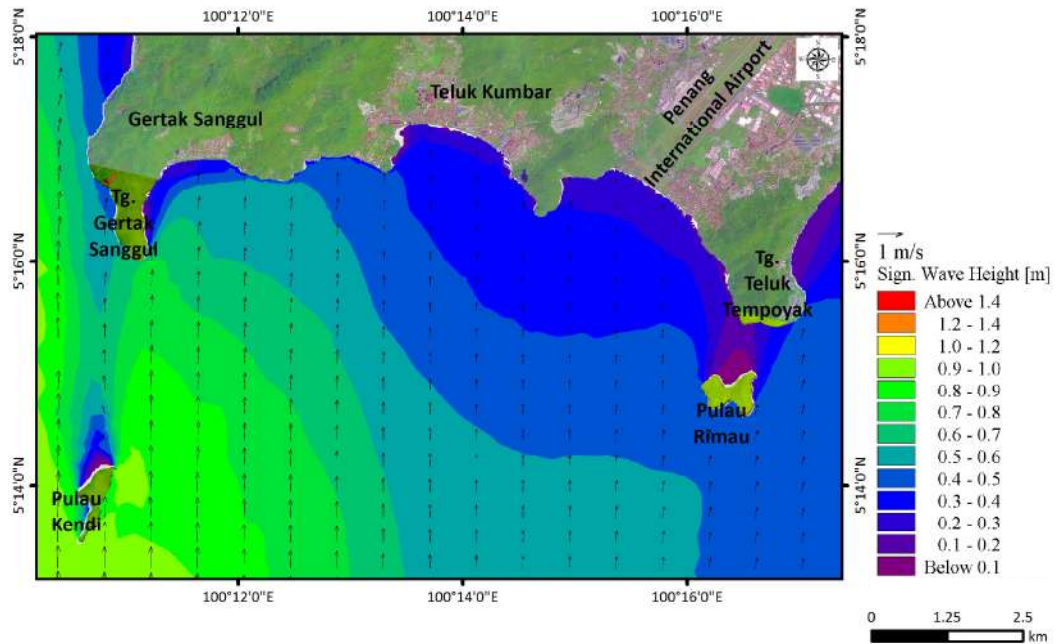 100°12'0"E
100°14'0"E
100°16'0"E
5°18'0"N
5°18'0"N
Gertak Sanggul
Teluk Kumbar
Penang
International Airport
Tg.
Gertak
Sanggul
5°16'0"N
5°16'0"N
Tg.
Teluk
Tempoyak
Pulau
Rimau
Pulau
Kendi
5°14'0"N
5°14'0"N
100°12'0"E
100°14'0"E
100°16'0"E
1 m/s
Sign. Wave Height [m]
Above 1.4
1.2 - 1.4
1.0 - 1.2
0.9 - 1.0
0.8 - 0.9
0.7 - 0.8
0.6 - 0.7
0.5 - 0.6
0.4 - 0.5
0.3 - 0.4
0.2 - 0.3
0.1 - 0.2
Below 0.1
0 1.25 2.5
km